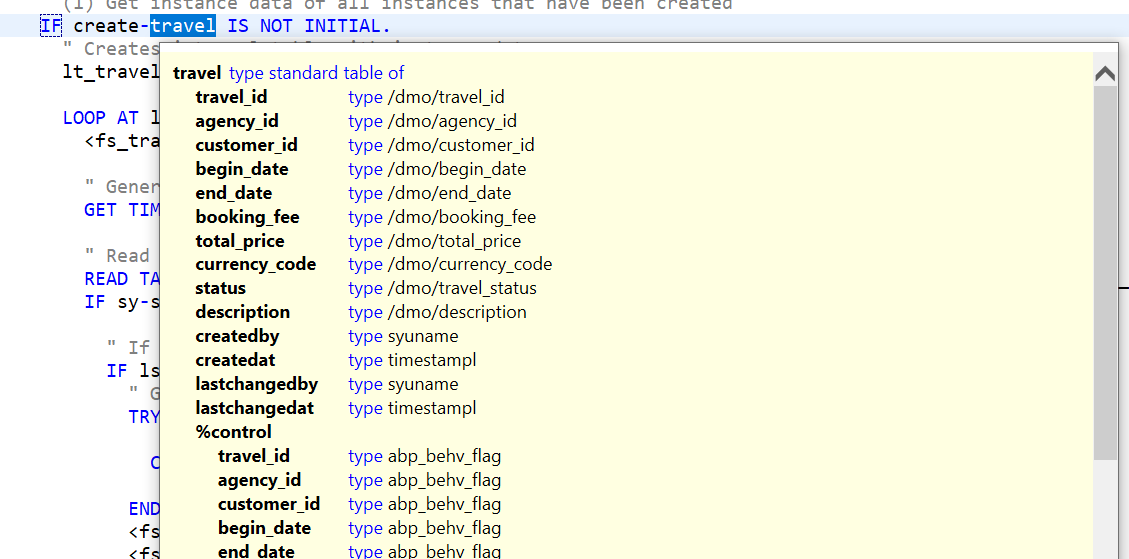 (1) Get instance data of all instances that have been created
IF create-travel IS NOT INITIAL.
" Creates
lt_travel
LOOP AT l
<fs_tra
" Gener
GET TIM
" Read
READ TA
IF sy-s
" If
IF ls
" G
TRY
C
END
<fs
<fs
travel type standard table of
travel_id type /dmo/travel_id
agency_id type /dmo/agency_id
customer_id type /dmo/customer_id
begin_date type /dmo/begin_date
end_date type /dmo/end_date
booking_fee type /dmo/booking_fee
total_price type /dmo/total_price
currency_code type /dmo/currency_code
status type /dmo/travel_status
description type /dmo/description
createdby type syuname
createdat type timestampl
lastchangedby type syuname
lastchangedat type timestampl
%control
travel_id type abp_behv_flag
agency_id type abp_behv_flag
customer_id type abp_behv_flag
begin_date type abp_behv_flag
end_date type abp_behv_flag